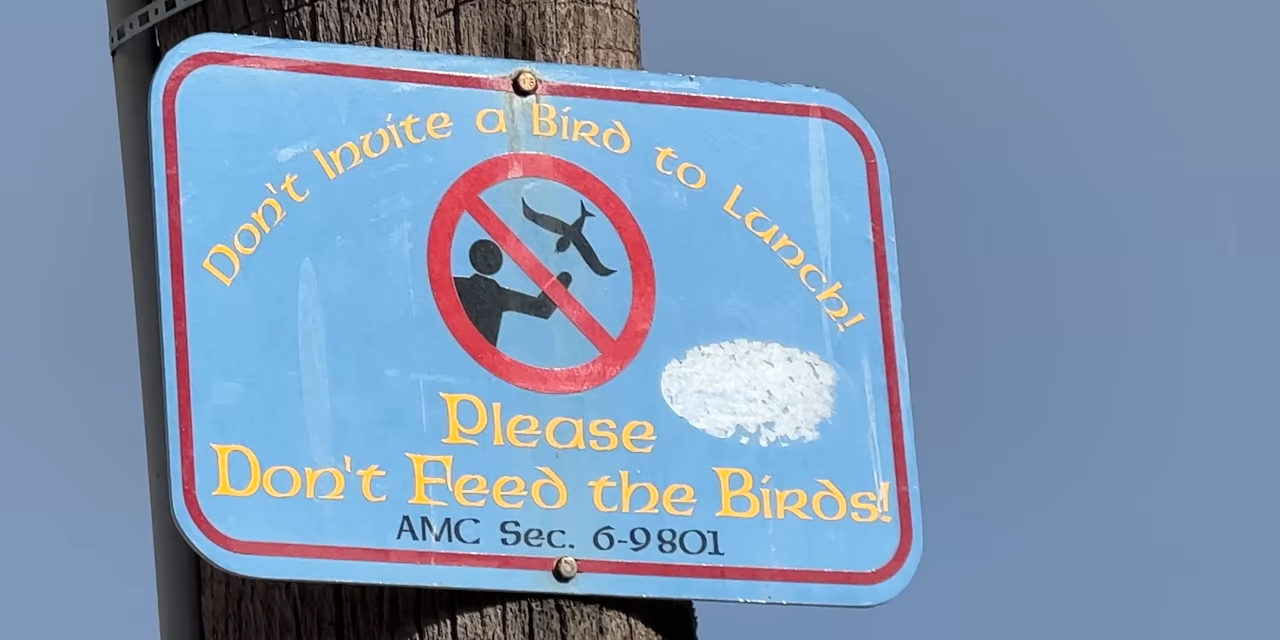 Don't Invite a Bird to Lunch!
Please
Don't Feed the Birds!
AMC Sec. 6-9801